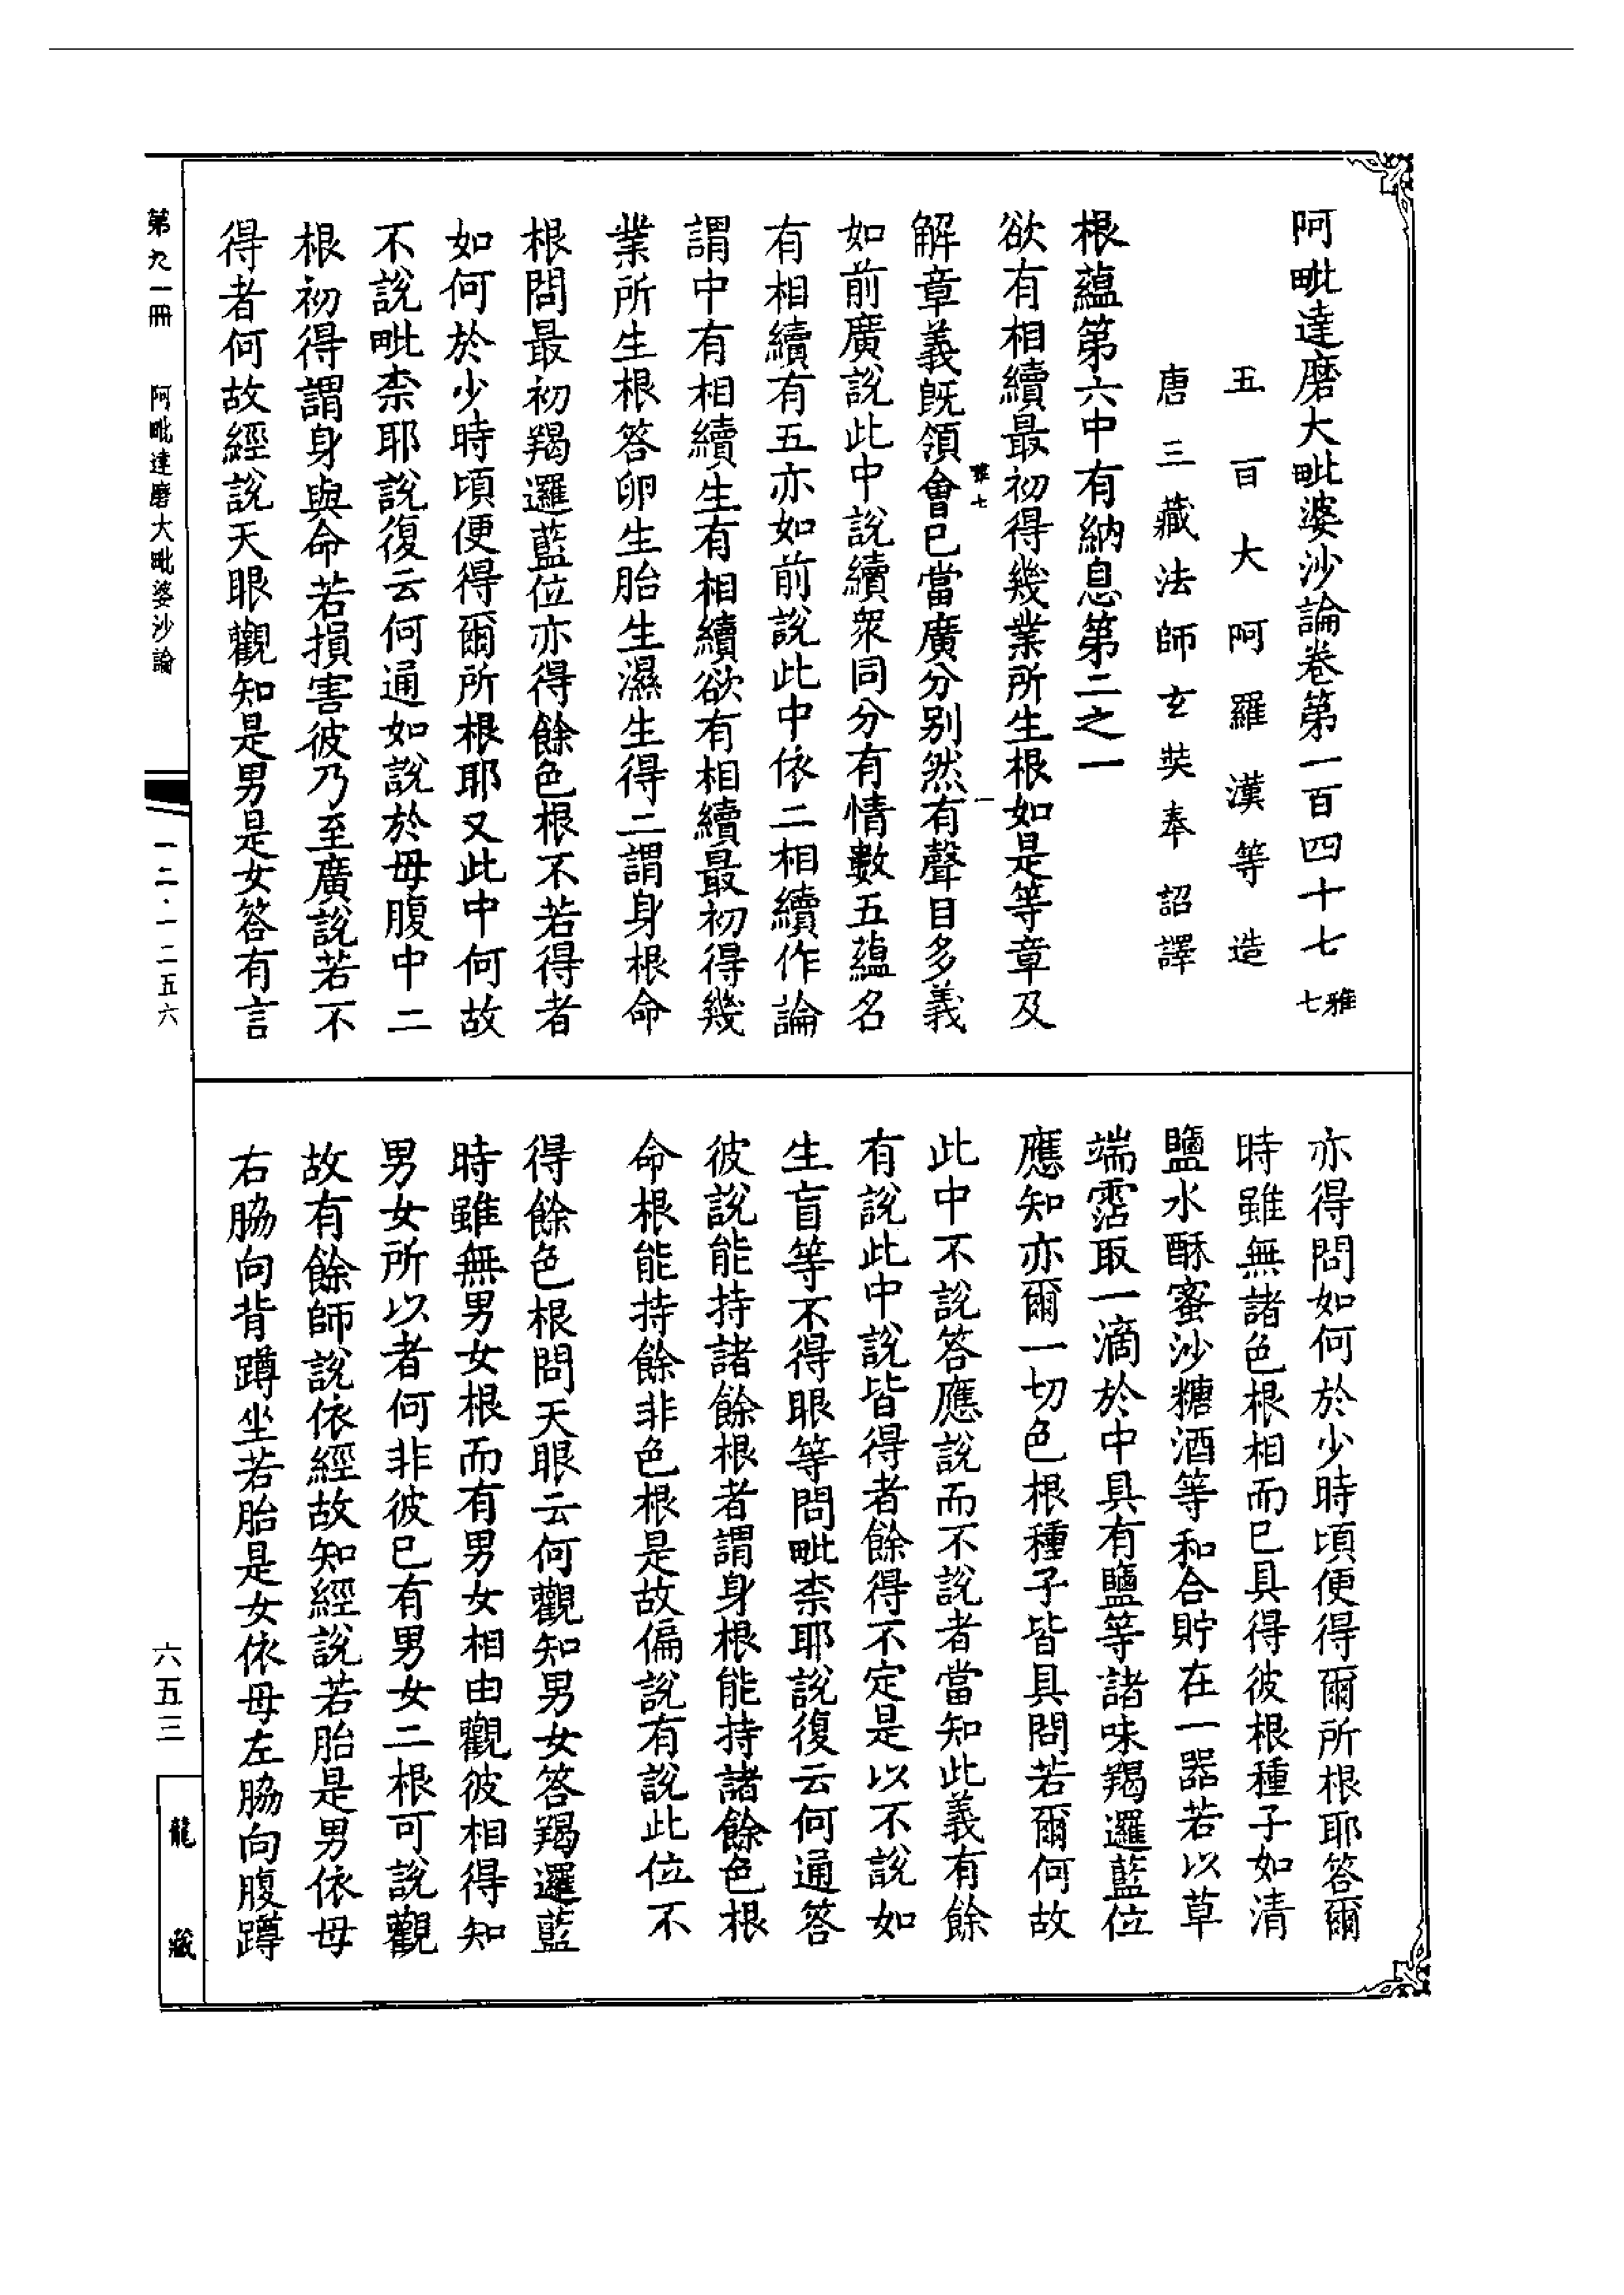 阿毗達磨大毗婆沙論卷第一百四十七 雅七
五百大阿羅漢等造
唐三藏法師玄奘奉詔譯
根蘊第六中有納息第二之一
欲有相續最初得幾業所生根如是等章及
雅七 一
解章義既領會已當廣分別然有聲目多義
如前廣說此中說續眾同分有情數五蘊名
有相續有五亦如前說此中依二相續作論
謂中有相續生有相續欲有相續最初得幾
業所生根答卵生胎生濕生得二謂身根命
根問最初羯邏藍位亦得餘色根不若得者
如何於少時頃便得爾所根耶又此中何故
不說毗柰耶說復云何通如說於母腹中二
根初得謂身與命若損害彼乃至廣說若不
得者何故經說天眼觀知是男是女答有言
亦得問如何於少時頃便得爾所根耶答爾
時雖無諸色根相而已具得彼根種子如清
鹽水酥蜜沙糖酒等和合貯在一器若以草
端霑取一滴於中具有鹽等諸味羯邏藍位
應知亦爾一切色根種子皆具問若爾何故
此中不說答應說而不說者當知此義有餘
有說此中說皆得者餘得不定是以不說如
生盲等不得眼等問毗柰耶說復云何通答
彼說能持諸餘根者謂身根能持諸餘色根
命根能持餘非色根是故偏說有說此位不
得餘色根問天眼云何觀知男女答羯邏藍
時雖無男女根而有男女相由觀彼相得知
男女所以者何非彼已有男女二根可說觀
故有餘師說依經故知經說若胎是男依母
右脇向背蹲坐若胎是女依母左脇向腹蹲
第九一冊 阿毗達磨大毗婆沙論
一二·一二五六
六五三
龍藏